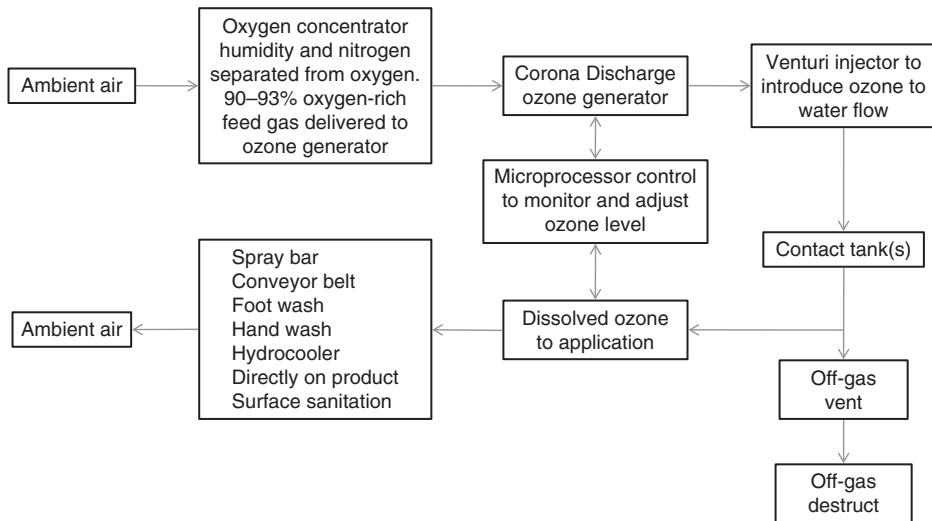 Ambient air
Oxygen concentrator
humidity and nitrogen
separated from oxygen.
90–93% oxygen-rich
feed gas delivered to
ozone generator
Corona Discharge
ozone generator
Venturi injector to
introduce ozone to
water flow
Microprocessor control
to monitor and adjust
ozone level
Contact tank(s)
Dissolved ozone
to application
Spray bar
Conveyor belt
Foot wash
Hand wash
Hydrocooler
Directly on product
Surface sanitation
Ambient air
Off-gas
vent
Off-gas
destruct